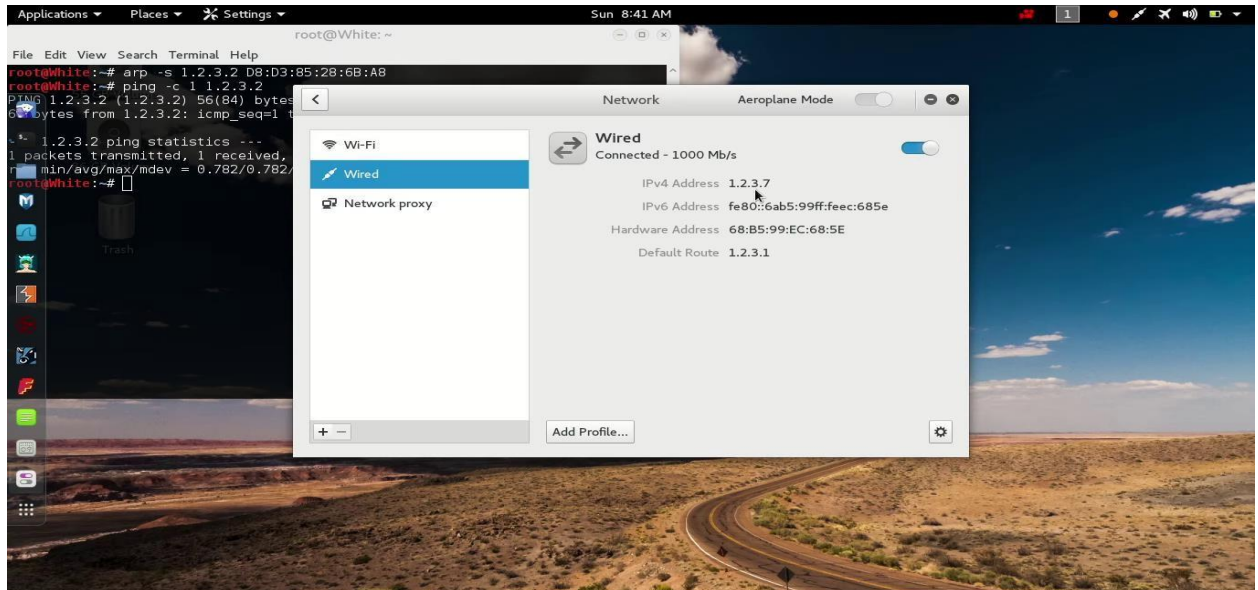 Applications Places Settings Sun 8:41 AM 1
root@White: ~
File Edit View Search Terminal Help
root@White:~# arp -s 1.2.3.2 D8:D3:85:28:6B:A8
root@White:~# ping -c 1 1.2.3.2
PING 1.2.3.2 (1.2.3.2) 56(84) bytes
bytes from 1.2.3.2: icmp_seq=1 t
1.2.3.2 ping statistics ---
1 packets transmitted, 1 received,
min/avg/max/mdev = 0.782/0.782/
root@White:~#
Trash
Network Aeroplane Mode
Wi-Fi
Wired
Network proxy
Wired
Connected - 1000 Mb/s
IPv4 Address 1.2.3.7
IPv6 Address fe80::6ab5:99ff:feec:685e
Hardware Address 68:B5:99:EC:68:5E
Default Route 1.2.3.1
+ −
Add Profile...